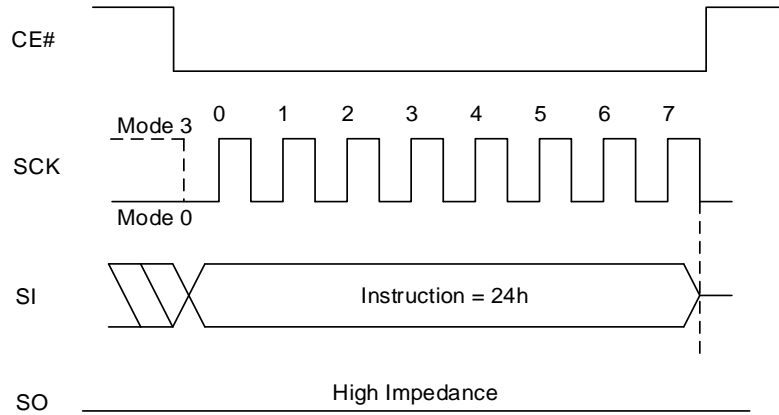 CE#
0 1 2 3 4 5 6 7
Mode 3
SCK
Mode 0
SI
Instruction = 24h
High Impedance
SO